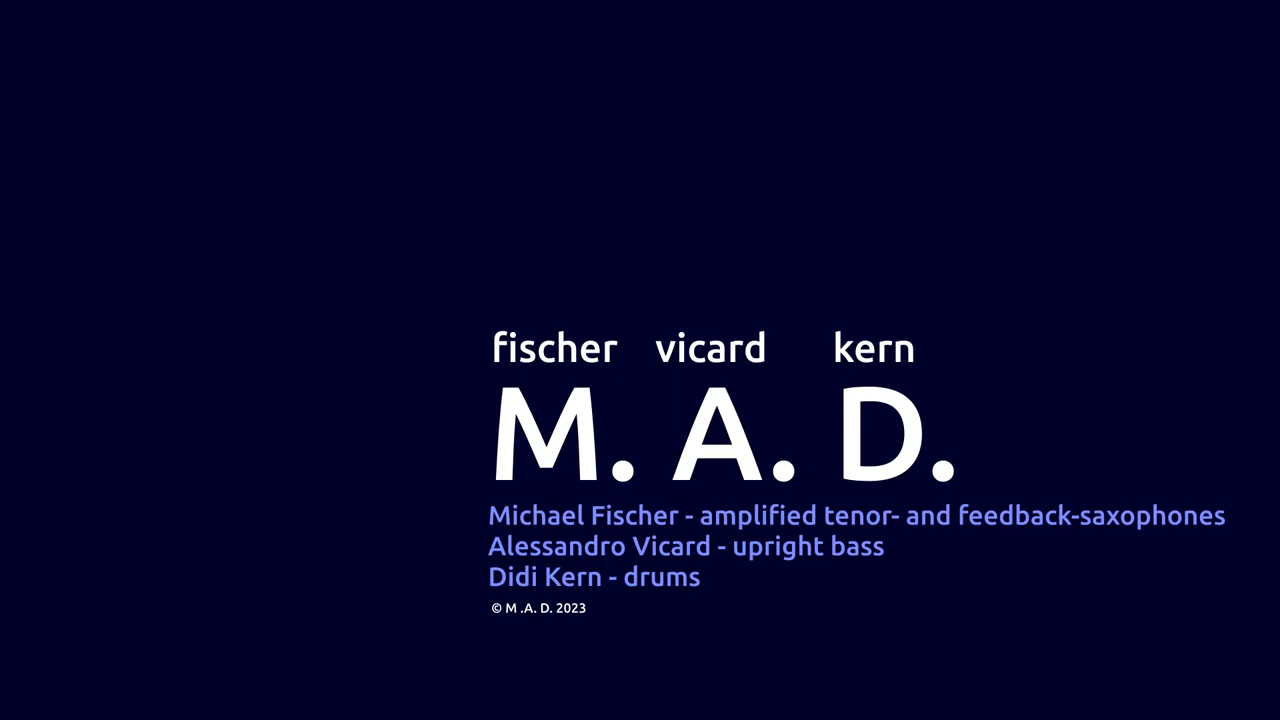 fischer vicard kern
M. A. D.
Michael Fischer - amplified tenor- and feedback-saxophones
Alessandro Vicard - upright bass
Didi Kern - drums
© M .A. D. 2023